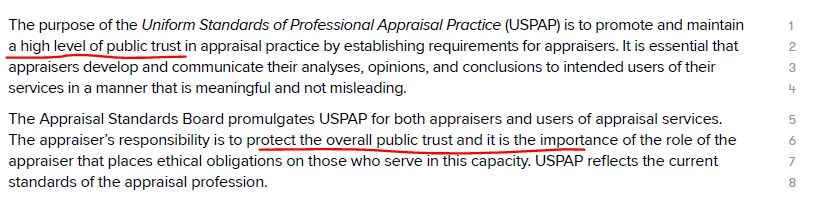 The purpose of the Uniform Standards of Professional Appraisal Practice (USPAP) is to promote and maintain 1
a high level of public trust in appraisal practice by establishing requirements for appraisers. It is essential that 2
appraisers develop and communicate their analyses, opinions, and conclusions to intended users of their 3
services in a manner that is meaningful and not misleading. 4
The Appraisal Standards Board promulgates USPAP for both appraisers and users of appraisal services. 5
The appraiser’s responsibility is to protect the overall public trust and it is the importance of the role of the 6
appraiser that places ethical obligations on those who serve in this capacity. USPAP reflects the current 7
standards of the appraisal profession. 8